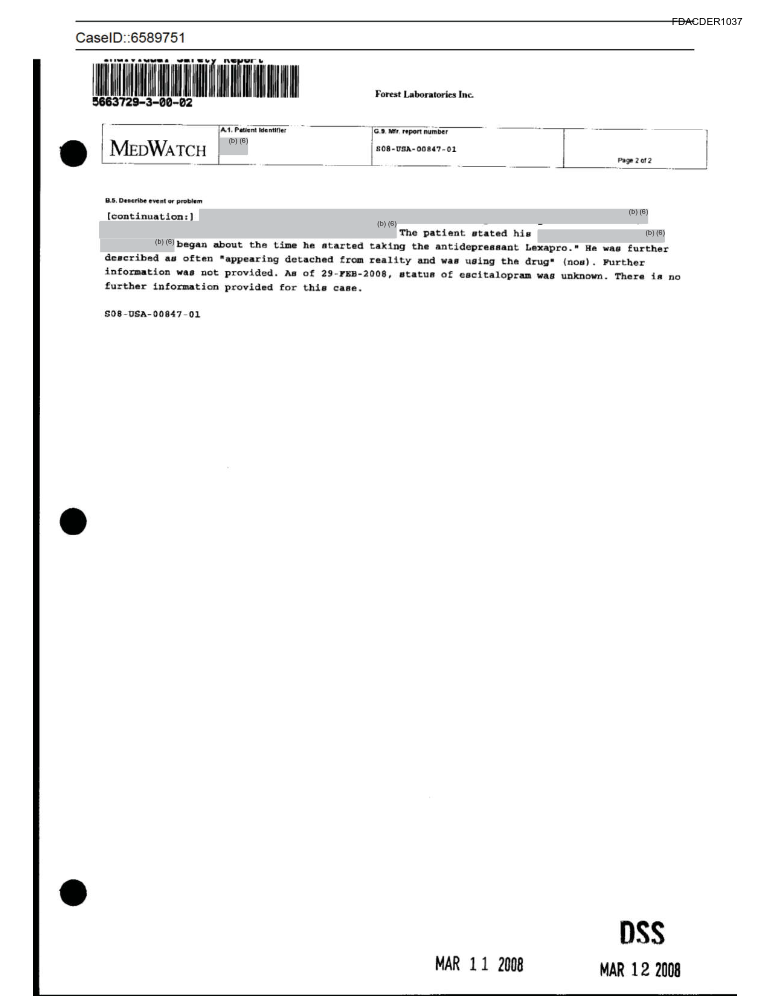 FDACDER1037
CaseID::6589751
Individual Safety Report
5663729-3-00-02
Forest Laboratories Inc.
MEDWATCH
A.1. Patient Identifier
(b) (6)
G.9. Mfr. report number
S08-USA-00847-01
Page 2 of 2
B.5. Describe event or problem
[continuation:] (b) (6)
(b) (6) The patient stated his (b) (6)
(b) (6) began about the time he started taking the antidepressant Lexapro." He was further
described as often "appearing detached from reality and was using the drug" (nos). Further
information was not provided. As of 29-FEB-2008, status of escitalopram was unknown. There is no
further information provided for this case.
S08-USA-00847-01
DSS
MAR 11 2008
MAR 12 2008